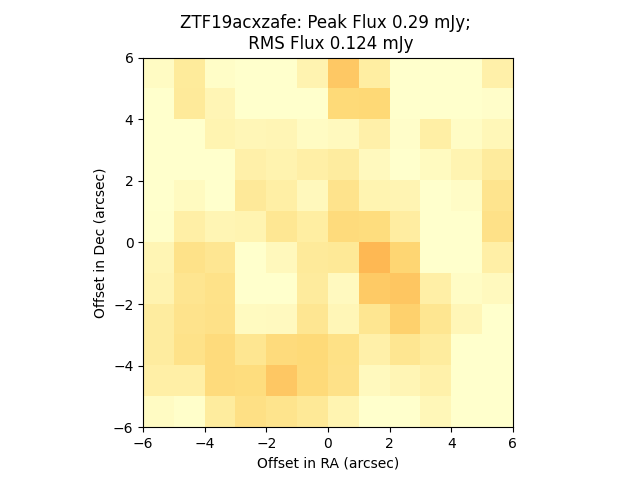 ZTF19acxzafe: Peak Flux 0.29 mJy;
RMS Flux 0.124 mJy
6
4
2
0
−2
−4
−6
Offset in Dec (arcsec)
−6 −4 −2 0 2 4 6
Offset in RA (arcsec)